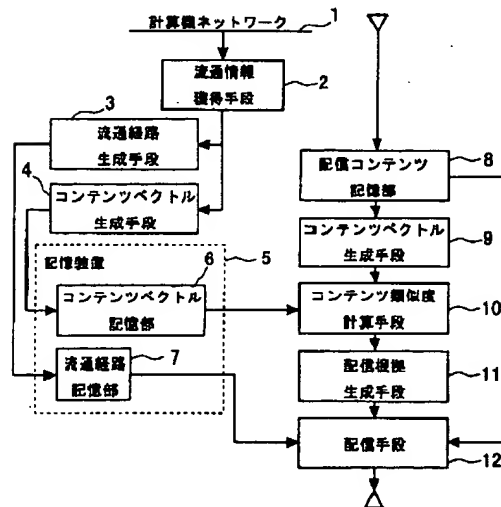 計算機ネットワーク
1
流通情報
獲得手段
2
3
流通経路
生成手段
4
コンテンツベクトル
生成手段
記憶装置
5
6
コンテンツベクトル
記憶部
流通経路
記憶部
7
配信コンテンツ
記憶部
8
コンテンツベクトル
生成手段
9
コンテンツ類似度
計算手段
10
配信根拠
生成手段
11
配信手段
12